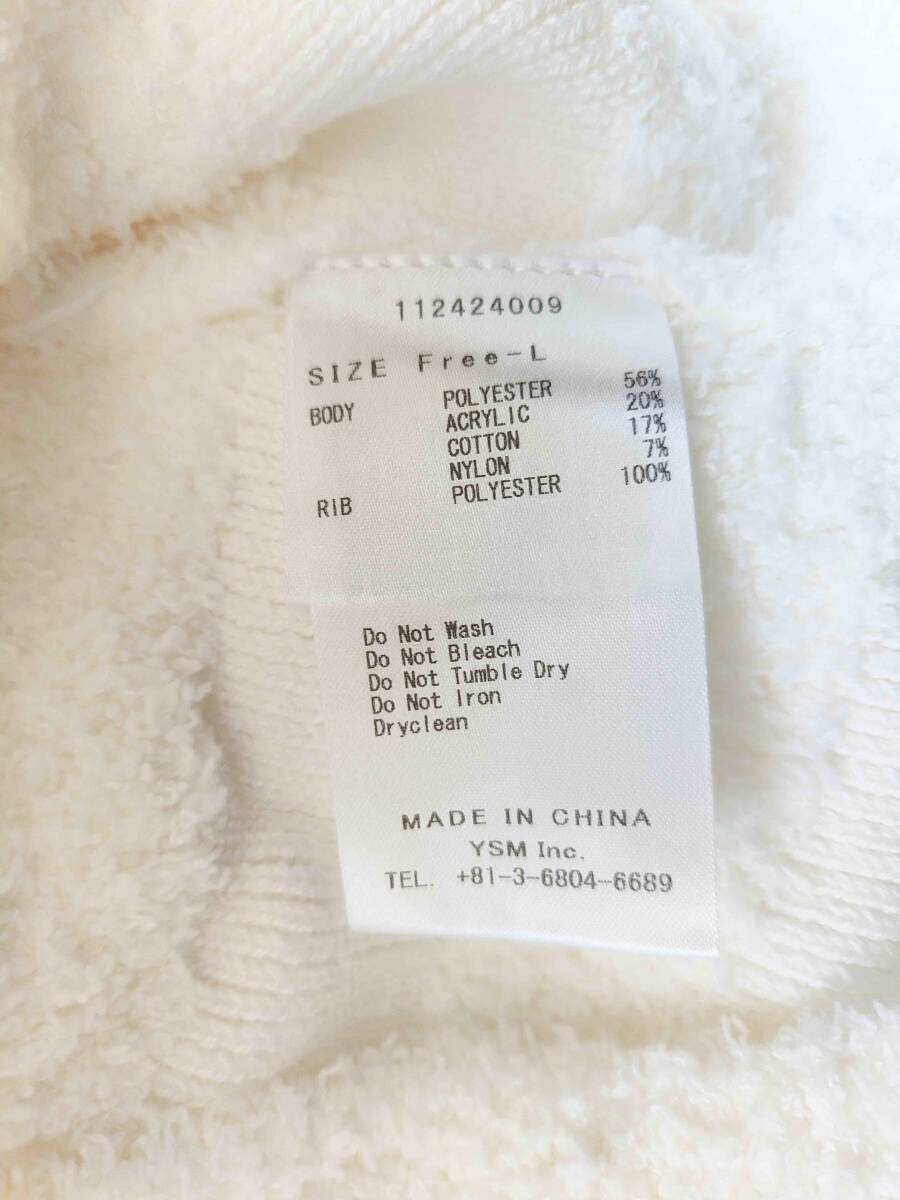 112424009
SIZE Free-L
BODY POLYESTER 56%
ACRYLIC 20%
COTTON 17%
NYLON 7%
RIB POLYESTER 100%
Do Not Wash
Do Not Bleach
Do Not Tumble Dry
Do Not Iron
Dryclean
MADE IN CHINA
YSM Inc.
TEL. +81-3-6804-6689